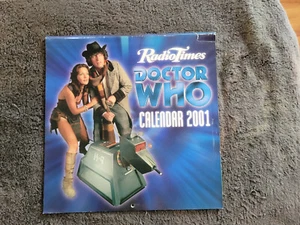 RadioTimes
DOCTOR
WHO
CALENDAR 2001